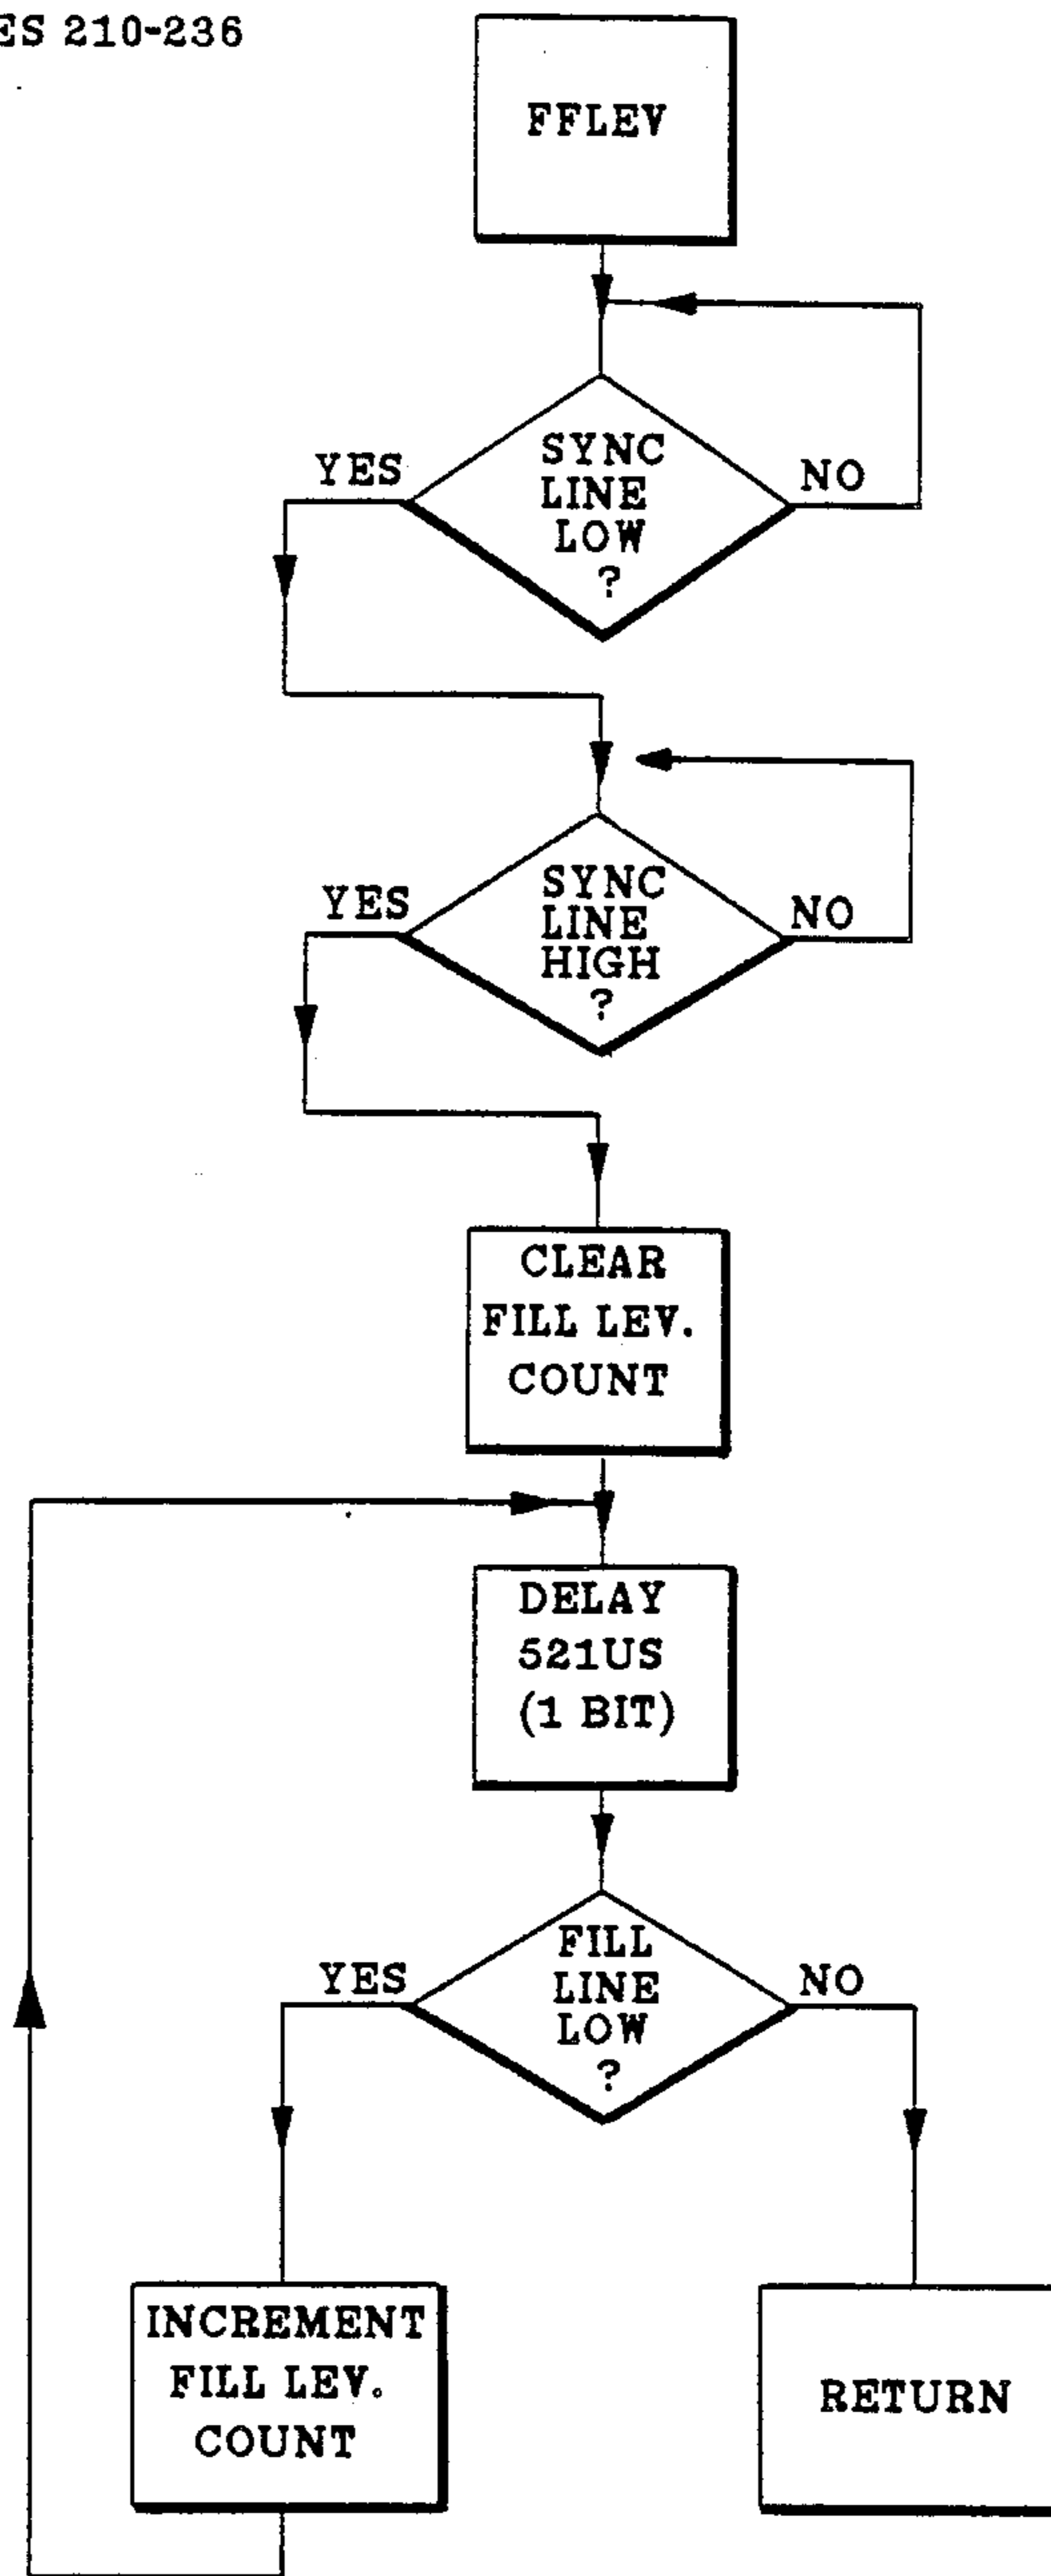 ES 210-236
FFLEV
SYNC
LINE
LOW
?
YES
NO
SYNC
LINE
HIGH
?
YES
NO
CLEAR
FILL LEV.
COUNT
DELAY
521US
(1 BIT)
FILL
LINE
LOW
?
YES
NO
INCREMENT
FILL LEV.
COUNT
RETURN